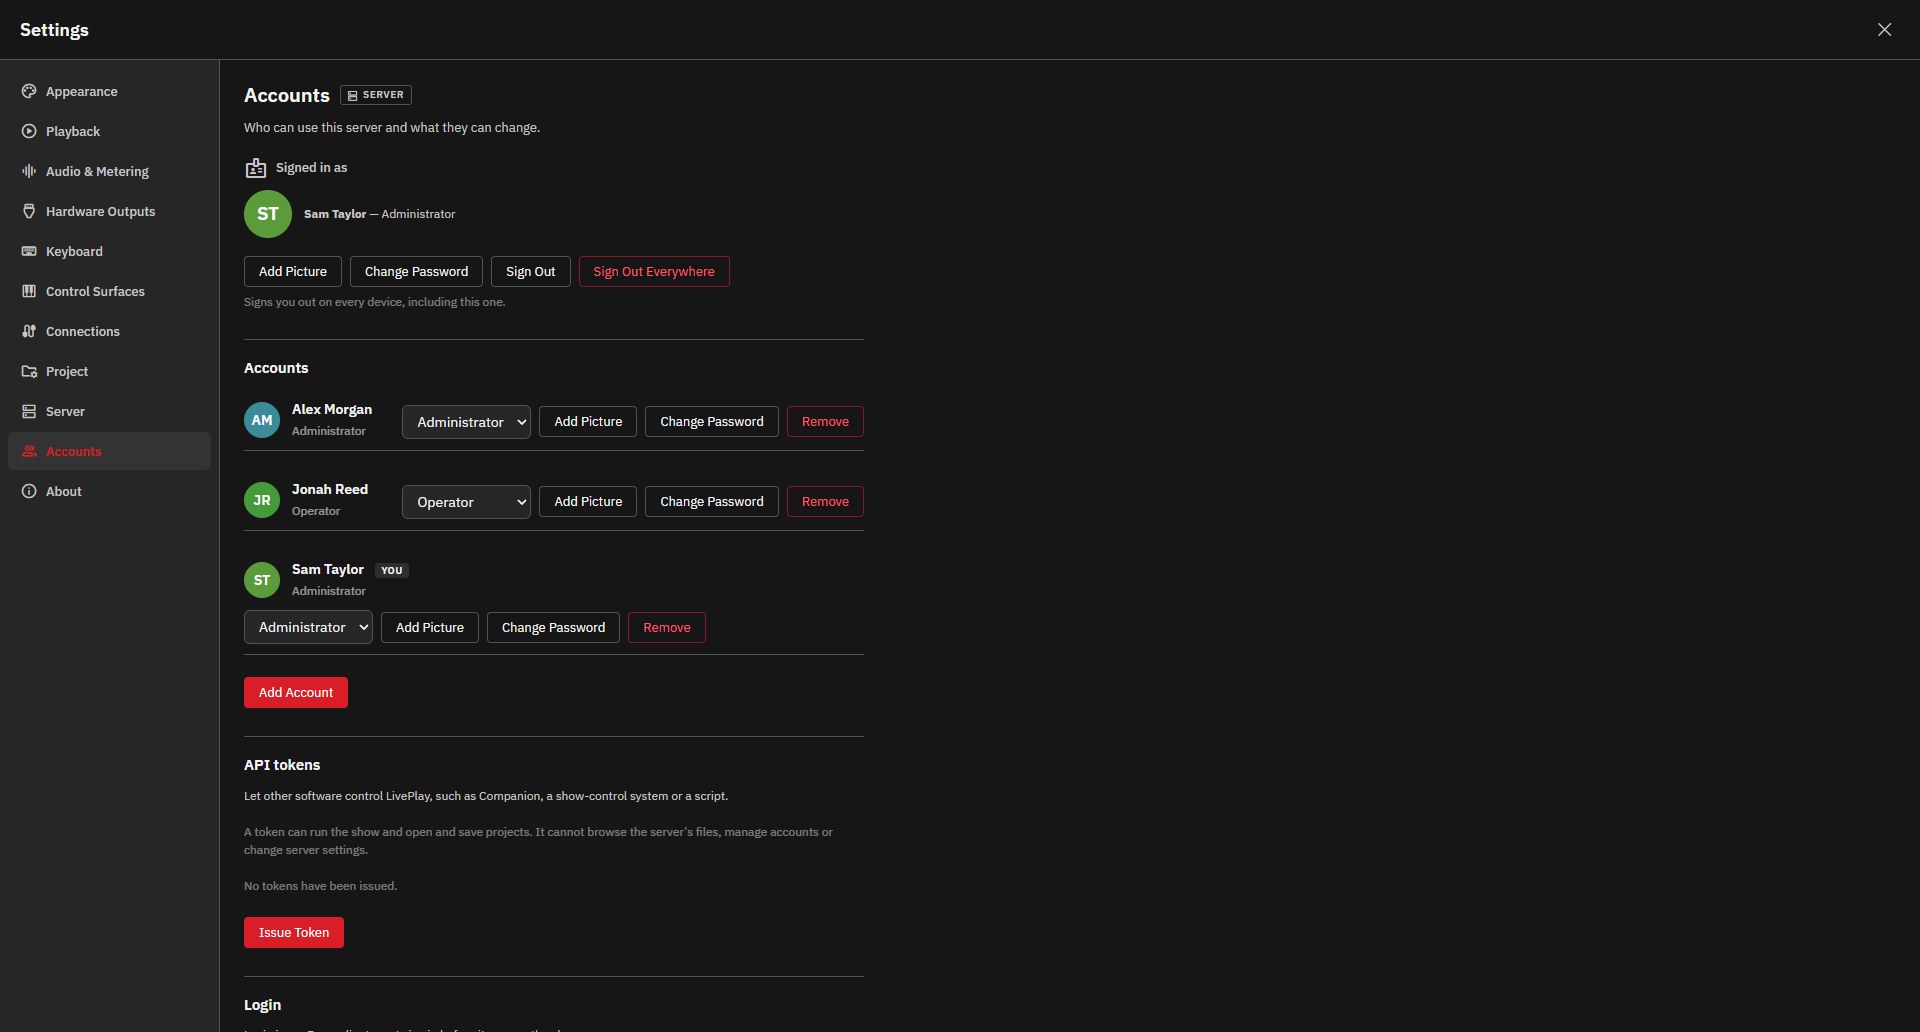 Settings
Appearance
Playback
Audio & Metering
Hardware Outputs
Keyboard
Control Surfaces
Connections
Project
Server
Accounts
About
Accounts SERVER
Who can use this server and what they can change.
Signed in as
ST Sam Taylor — Administrator
Add Picture Change Password Sign Out Sign Out Everywhere
Signs you out on every device, including this one.
Accounts
AM Alex Morgan
Administrator
Administrator Add Picture Change Password Remove
JR Jonah Reed
Operator
Operator Add Picture Change Password Remove
ST Sam Taylor YOU
Administrator
Administrator Add Picture Change Password Remove
Add Account
API tokens
Let other software control LivePlay, such as Companion, a show-control system or a script.
A token can run the show and open and save projects. It cannot browse the server's files, manage accounts or
change server settings.
No tokens have been issued.
Issue Token
Login